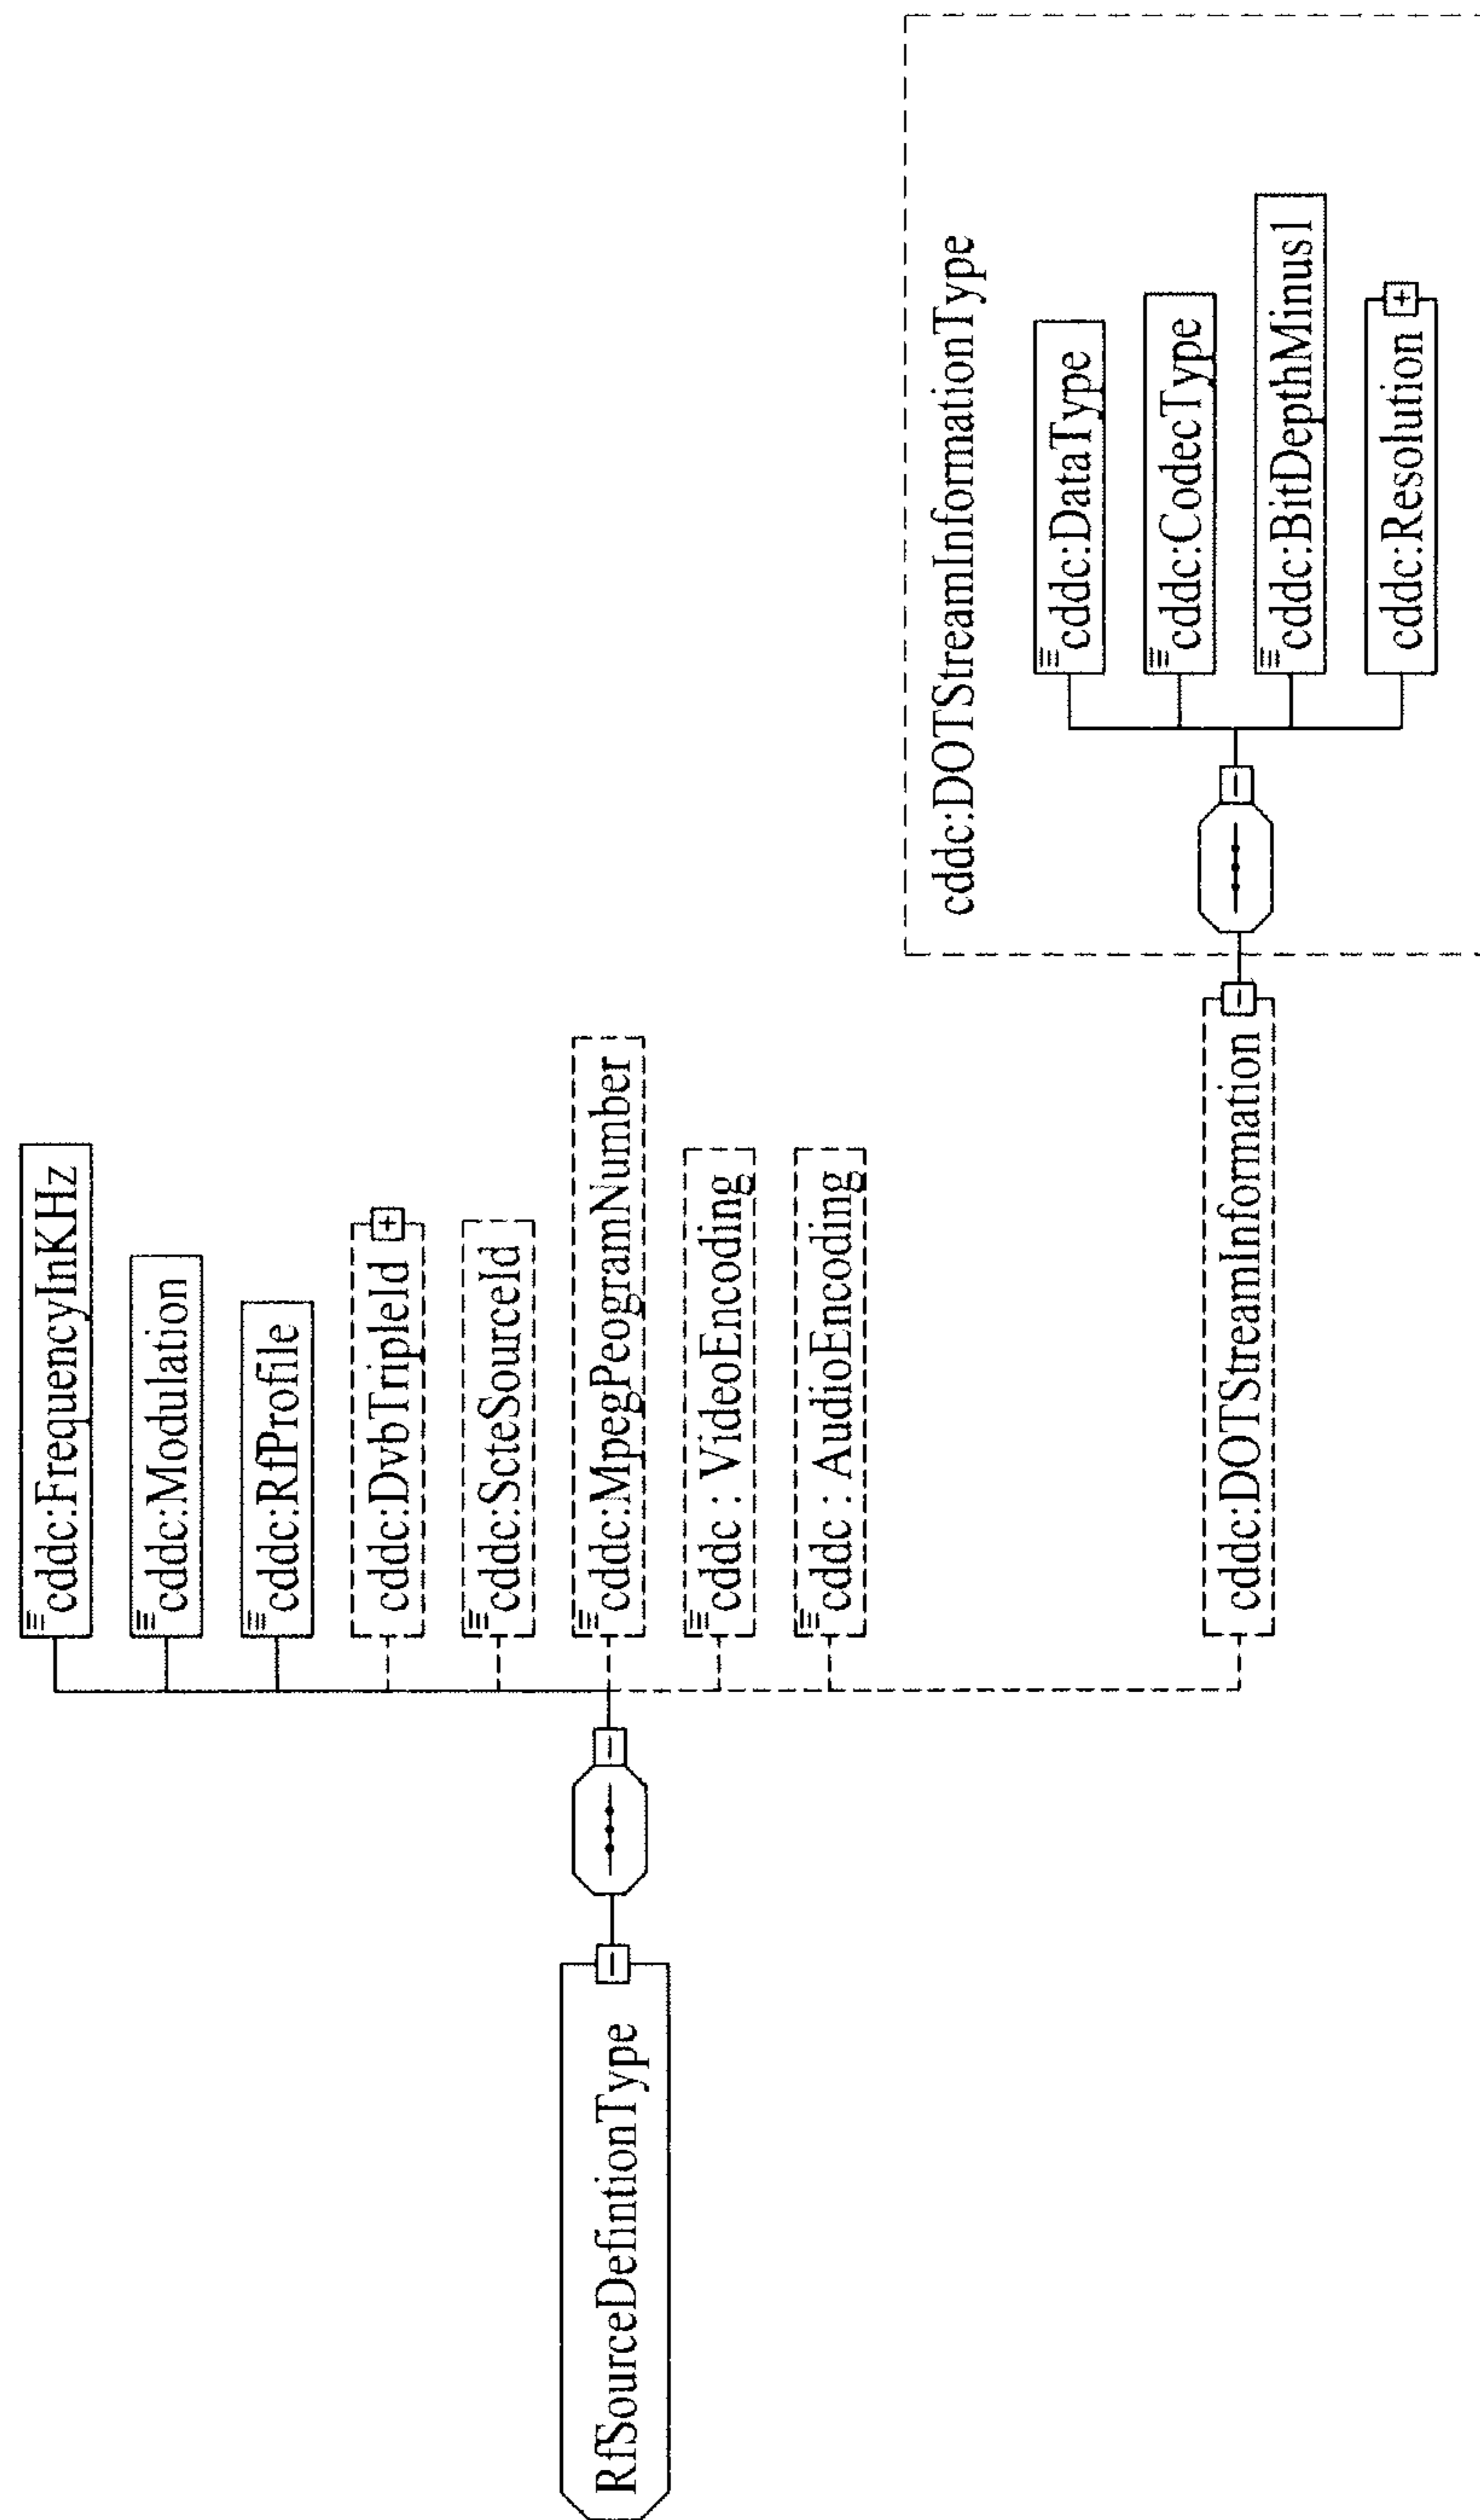 RfSourceDefintionType
cddc:FrequencyInKHz
cddc:Modulation
cddc:RfProfile
cddc:DvbTripleId
cddc:ScteSourceId
cddc:MpegPeogramNumber
cddc : VideoEncoding
cddc : AudioEncoding
cddc:DOTStreamInformation
cddc:DOTStreamInformationType
cddc:DataType
cddc:CodecType
cddc:BitDepthMinus1
cddc:Resolution